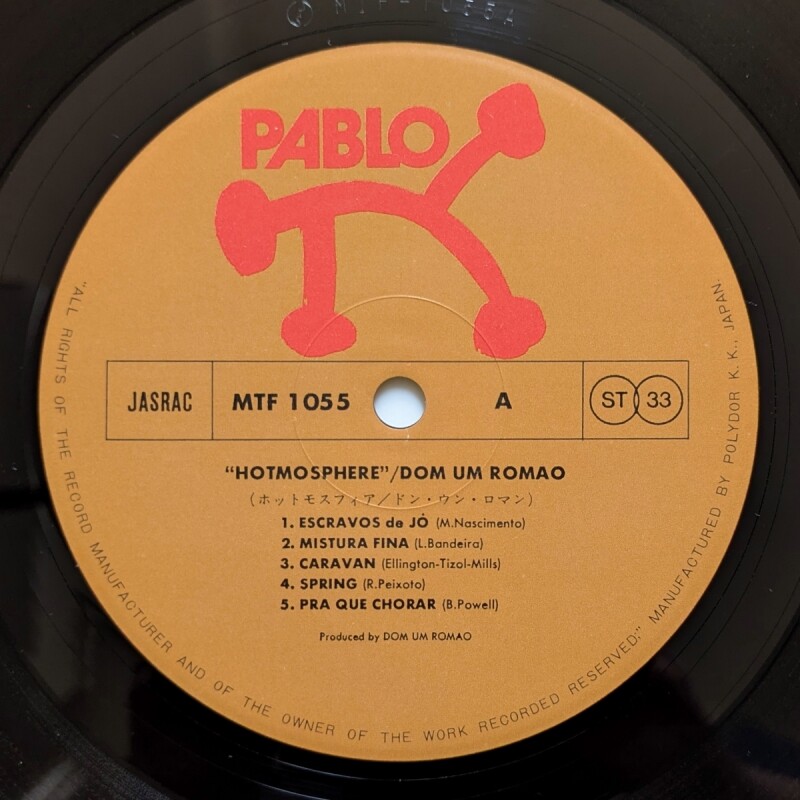 MTF-1055A
PABLO
JASRAC
MTF 1055
A
ST 33
"HOTMOSPHERE"/DOM UM ROMAO
(ホットモスフィア/ドン・ウン・ロマン)
1. ESCRAVOS de JÓ (M.Nascimento)
2. MISTURA FINA (L.Bandeira)
3. CARAVAN (Ellington-Tizol-Mills)
4. SPRING (R.Peixoto)
5. PRA QUE CHORAR (B.Powell)
Produced by DOM UM ROMAO
"ALL RIGHTS OF THE RECORD MANUFACTURER AND OF THE OWNER OF THE WORK RECORDED RESERVED." MANUFACTURED BY POLYDOR K. K., JAPAN.